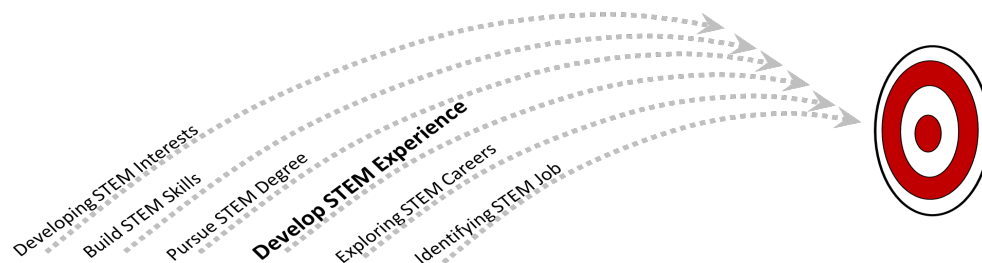 Developing STEM Interests
Build STEM Skills
Pursue STEM Degree
Develop STEM Experience
Exploring STEM Careers
Identifying STEM Job